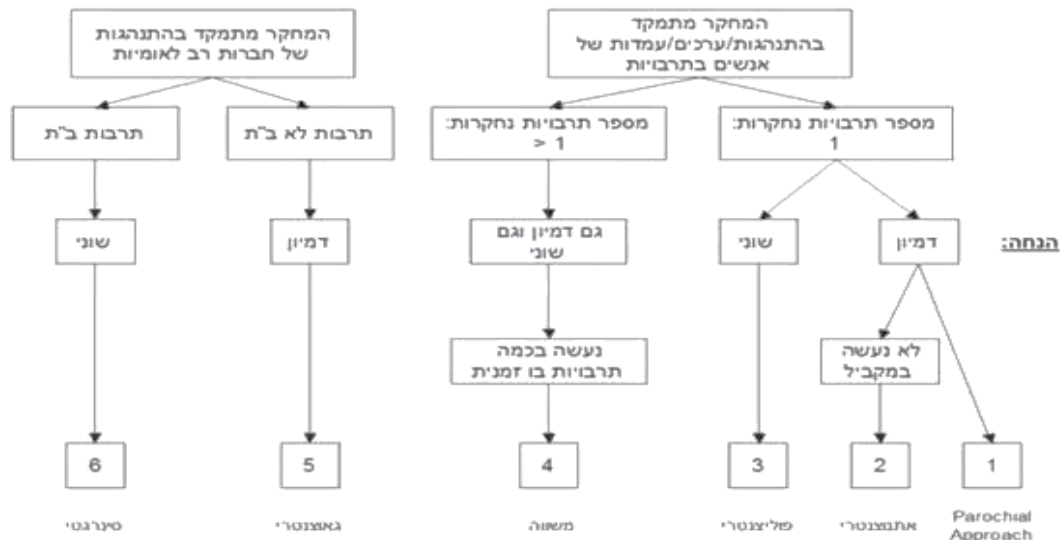 המחקר מתמקד
בהתנהגות/ערכים/עמדות של
אנשים בתרבויות
המחקר מתמקד בהתנהגות
של חברות רב לאומיות
מספר תרבויות נחקרות:
1
מספר תרבויות נחקרות:
> 1
תרבות לא ב"ת
תרבות ב"ת
הנחה:
דמיון
שוני
גם דמיון וגם
שוני
דמיון
שוני
לא נעשה
במקביל
נעשה בכמה
תרבויות בו זמנית
1
2
3
4
5
6
Parochial
Approach
אתנוצנטרי
פוליצנטרי
משווה
גאוצנטרי
סינרגטי